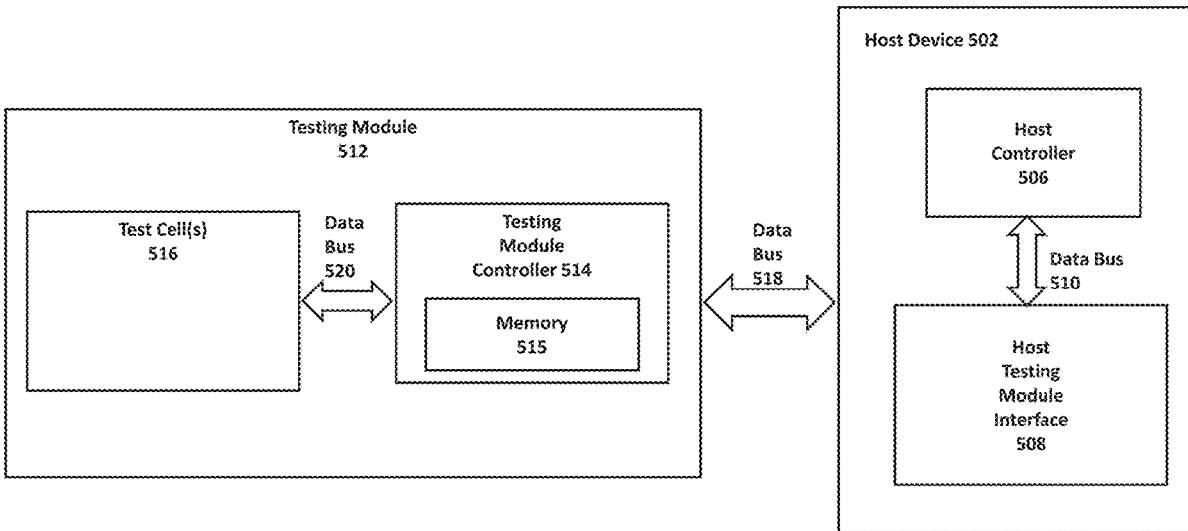 Host Device 502
Host
Controller
506
Data Bus
510
Host
Testing
Module
Interface
508
Testing Module
512
Test Cell(s)
516
Data
Bus
520
Testing
Module
Controller 514
Memory
515
Data
Bus
518